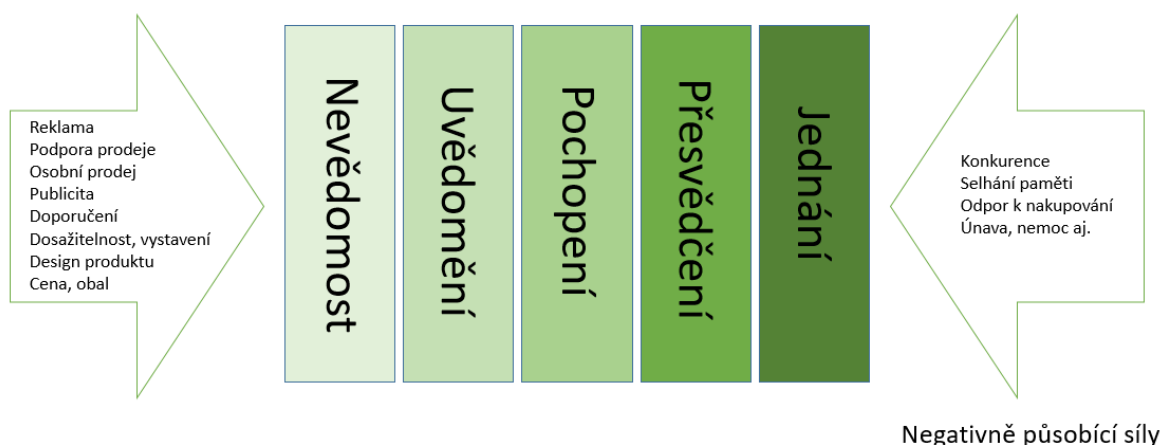 Reklama
Podpora prodeje
Osobní prodej
Publicita
Doporučení
Dosažitelnost, vystavení
Design produktu
Cena, obal
Nevědomost
Uvědomění
Pochopení
Přesvědčení
Jednání
Konkurence
Selhání paměti
Odpor k nakupování
Únava, nemoc aj.
Negativně působící síly